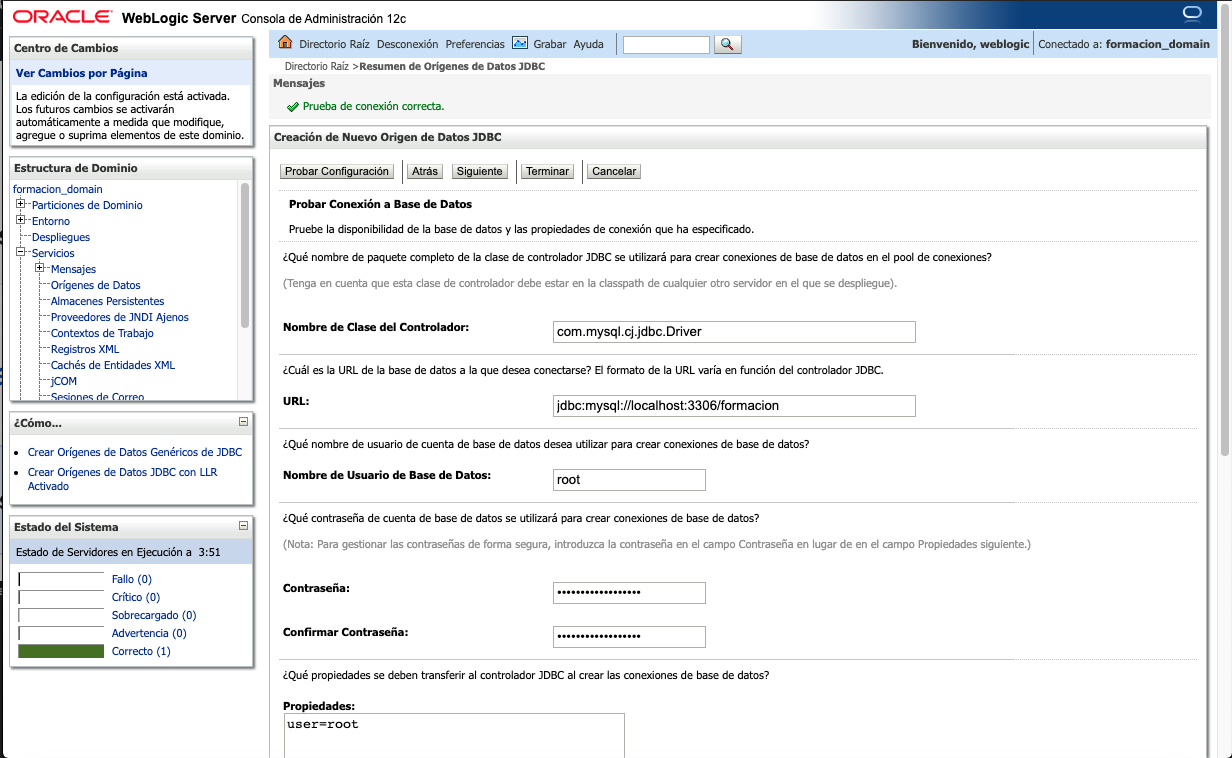 ORACLE WebLogic Server Consola de Administración 12c
Centro de Cambios
Ver Cambios por Página
La edición de la configuración está activada.
Los futuros cambios se activarán
automáticamente a medida que modifique,
agregue o suprima elementos de este dominio.
Estructura de Dominio
formacion_domain
Particiones de Dominio
Entorno
Despliegues
Servicios
Mensajes
Orígenes de Datos
Almacenes Persistentes
Proveedores de JNDI Ajenos
Contextos de Trabajo
Registros XML
Cachés de Entidades XML
jCOM
Sesiones de Correo
¿Cómo...
Crear Orígenes de Datos Genéricos de JDBC
Crear Orígenes de Datos JDBC con LLR
Activado
Estado del Sistema
Estado de Servidores en Ejecución a 3:51
Fallo (0)
Crítico (0)
Sobrecargado (0)
Advertencia (0)
Correcto (1)
Directorio Raíz Desconexión Preferencias Grabar Ayuda
Bienvenido, weblogic Conectado a: formacion_domain
Directorio Raíz >Resumen de Orígenes de Datos JDBC
Mensajes
Prueba de conexión correcta.
Creación de Nuevo Origen de Datos JDBC
Probar Configuración Atrás Siguiente Terminar Cancelar
Probar Conexión a Base de Datos
Pruebe la disponibilidad de la base de datos y las propiedades de conexión que ha especificado.
¿Qué nombre de paquete completo de la clase de controlador JDBC se utilizará para crear conexiones de base de datos en el pool de conexiones?
(Tenga en cuenta que esta clase de controlador debe estar en la classpath de cualquier otro servidor en el que se despliegue).
Nombre de Clase del Controlador: com.mysql.cj.jdbc.Driver
¿Cuál es la URL de la base de datos a la que desea conectarse? El formato de la URL varía en función del controlador JDBC.
URL: jdbc:mysql://localhost:3306/formacion
¿Qué nombre de usuario de cuenta de base de datos desea utilizar para crear conexiones de base de datos?
Nombre de Usuario de Base de Datos: root
¿Qué contraseña de cuenta de base de datos se utilizará para crear conexiones de base de datos?
(Nota: Para gestionar las contraseñas de forma segura, introduzca la contraseña en el campo Contraseña en lugar de en el campo Propiedades siguiente.)
Contraseña: ••••••••••••••••••
Confirmar Contraseña: ••••••••••••••••••
¿Qué propiedades se deben transferir al controlador JDBC al crear las conexiones de base de datos?
Propiedades:
user=root